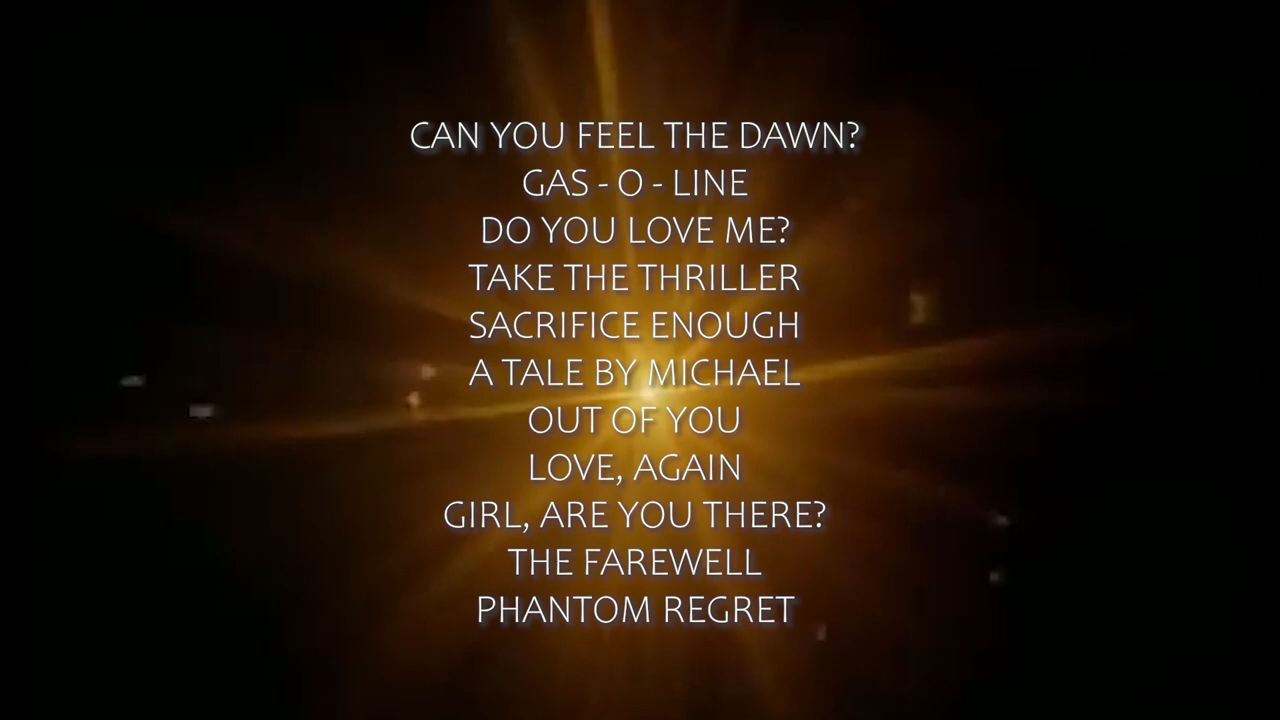 CAN YOU FEEL THE DAWN?
GAS - O - LINE
DO YOU LOVE ME?
TAKE THE THRILLER
SACRIFICE ENOUGH
A TALE BY MICHAEL
OUT OF YOU
LOVE, AGAIN
GIRL, ARE YOU THERE?
THE FAREWELL
PHANTOM REGRET